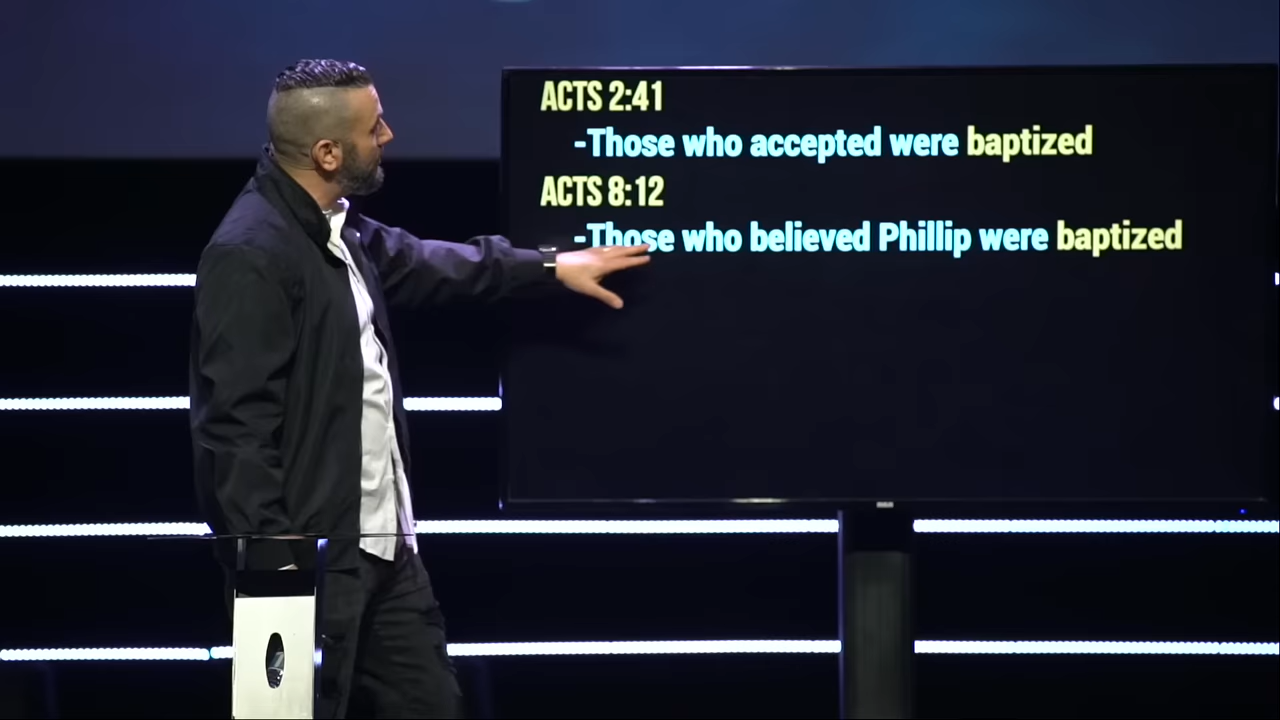 ACTS 2:41
-Those who accepted were baptized
ACTS 8:12
-Those who believed Phillip were baptized